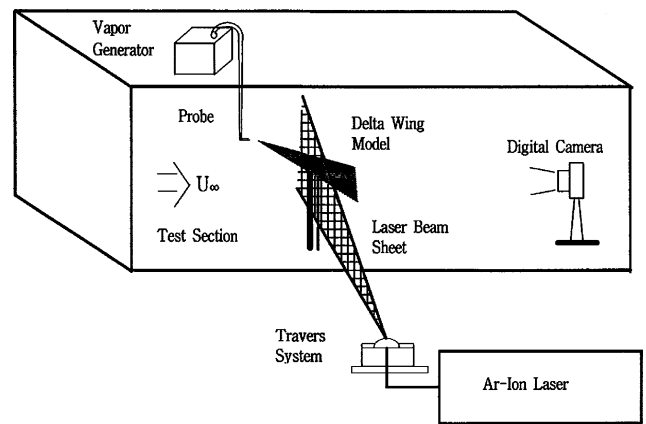 Vapor
Generator
Probe
Delta Wing
Model
Digital Camera
U∞
Test Section
Laser Beam
Sheet
Travers
System
Ar-Ion Laser